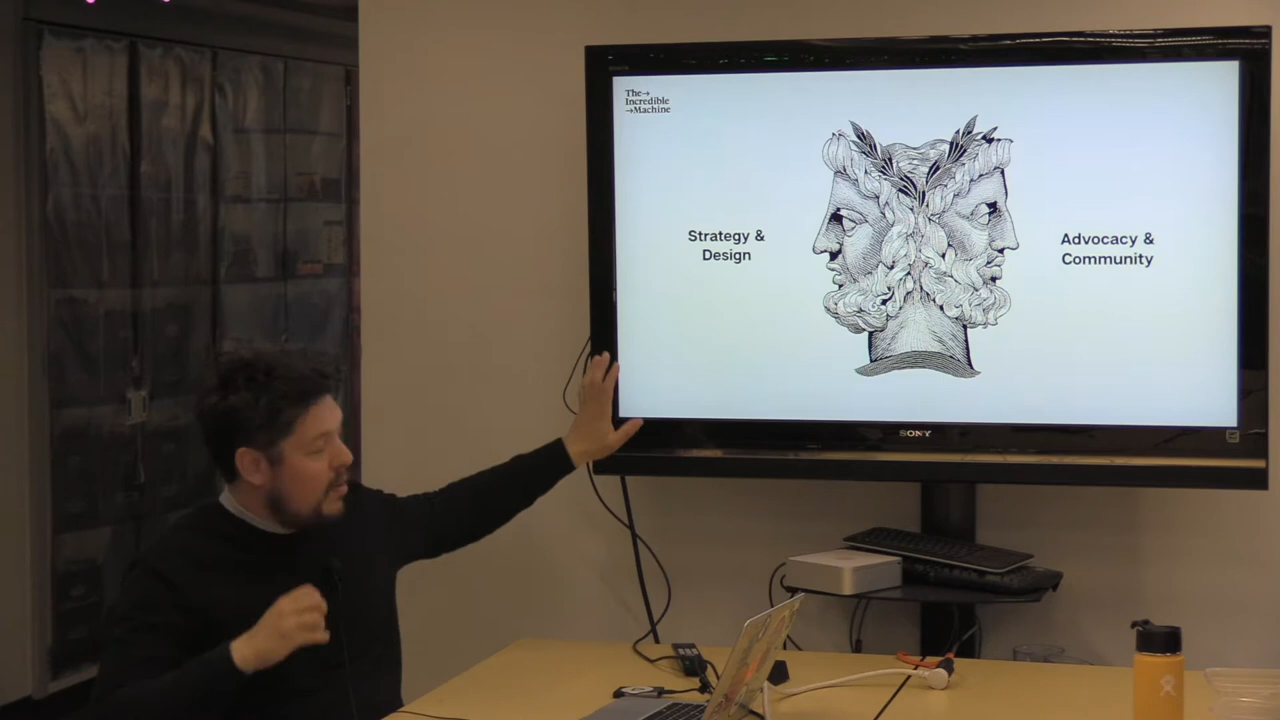 The→
Incredible
→Machine
Strategy &
Design
Advocacy &
Community
SONY